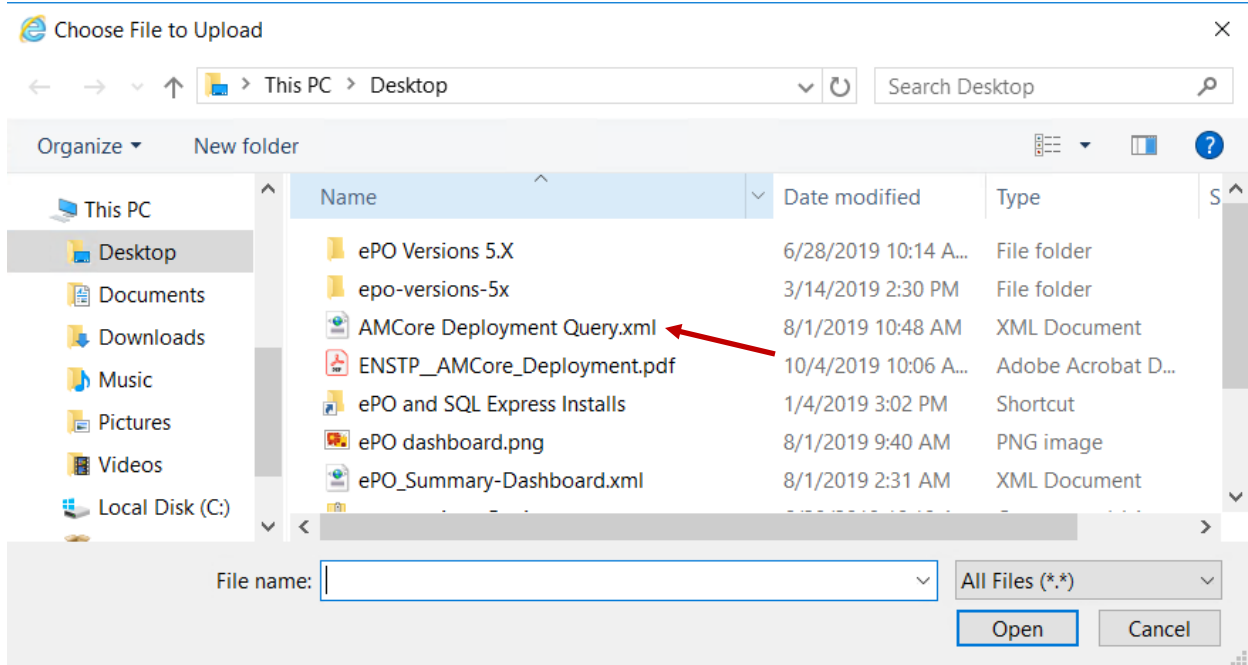 Choose File to Upload
This PC > Desktop
Search Desktop
Organize
New folder
?
Name
Date modified
Type
S
This PC
Desktop
Documents
Downloads
Music
Pictures
Videos
Local Disk (C:)
ePO Versions 5.X 6/28/2019 10:14 A... File folder
epo-versions-5x 3/14/2019 2:30 PM File folder
AMCore Deployment Query.xml 8/1/2019 10:48 AM XML Document
ENSTP__AMCore_Deployment.pdf 10/4/2019 10:06 A... Adobe Acrobat D...
ePO and SQL Express Installs 1/4/2019 3:02 PM Shortcut
ePO dashboard.png 8/1/2019 9:40 AM PNG image
ePO_Summary-Dashboard.xml 8/1/2019 2:31 AM XML Document
File name:
All Files (*.*)
Open
Cancel